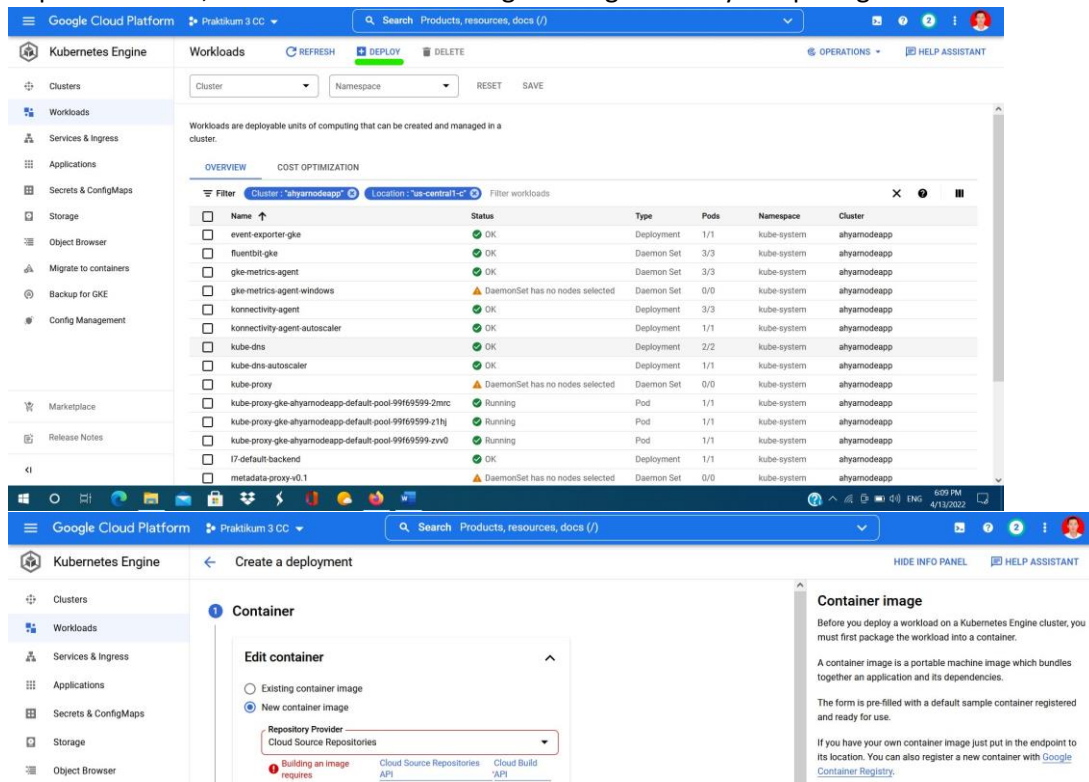 Google Cloud Platform Praktikum 3 CC Search Products, resources, docs (/) 2
Kubernetes Engine Workloads REFRESH DEPLOY DELETE OPERATIONS HELP ASSISTANT
Clusters Cluster Namespace RESET SAVE
Workloads
Workloads are deployable units of computing that can be created and managed in a
cluster.
Services & Ingress
Applications OVERVIEW COST OPTIMIZATION
Secrets & ConfigMaps Filter Cluster : "ahyarnodeapp" Location : "us-central1-c" Filter workloads
Storage Name Status Type Pods Namespace Cluster
event-exporter-gke OK Deployment 1/1 kube-system ahyarnodeapp
Object Browser
fluentbit-gke OK Daemon Set 3/3 kube-system ahyarnodeapp
Migrate to containers gke-metrics-agent OK Daemon Set 3/3 kube-system ahyarnodeapp
Backup for GKE gke-metrics-agent-windows DaemonSet has no nodes selected Daemon Set 0/0 kube-system ahyarnodeapp
konnectivity-agent OK Deployment 3/3 kube-system ahyarnodeapp
Config Management
konnectivity-agent-autoscaler OK Deployment 1/1 kube-system ahyarnodeapp
kube-dns OK Deployment 2/2 kube-system ahyarnodeapp
kube-dns-autoscaler OK Deployment 1/1 kube-system ahyarnodeapp
kube-proxy DaemonSet has no nodes selected Daemon Set 0/0 kube-system ahyarnodeapp
Marketplace kube-proxy-gke-ahyarnodeapp-default-pool-99f69599-2mrc Running Pod 1/1 kube-system ahyarnodeapp
kube-proxy-gke-ahyarnodeapp-default-pool-99f69599-z1hj Running Pod 1/1 kube-system ahyarnodeapp
Release Notes kube-proxy-gke-ahyarnodeapp-default-pool-99f69599-zvv0 Running Pod 1/1 kube-system ahyarnodeapp
l7-default-backend OK Deployment 1/1 kube-system ahyarnodeapp
metadata-proxy-v0.1 DaemonSet has no nodes selected Daemon Set 0/0 kube-system ahyarnodeapp
ENG 6:09 PM
4/13/2022
Google Cloud Platform Praktikum 3 CC Search Products, resources, docs (/) 2
Kubernetes Engine Create a deployment HIDE INFO PANEL HELP ASSISTANT
Clusters
Workloads
Services & Ingress
Applications
Secrets & ConfigMaps
Storage
Object Browser
1 Container
Edit container
Existing container image
New container image
Repository Provider
Cloud Source Repositories
Building an image Cloud Source Repositories Cloud Build
requires API 'API
Container image
Before you deploy a workload on a Kubernetes Engine cluster, you
must first package the workload into a container.
A container image is a portable machine image which bundles
together an application and its dependencies.
The form is pre-filled with a default sample container registered
and ready for use.
If you have your own container image just put in the endpoint to
its location. You can also register a new container with Google
Container Registry.